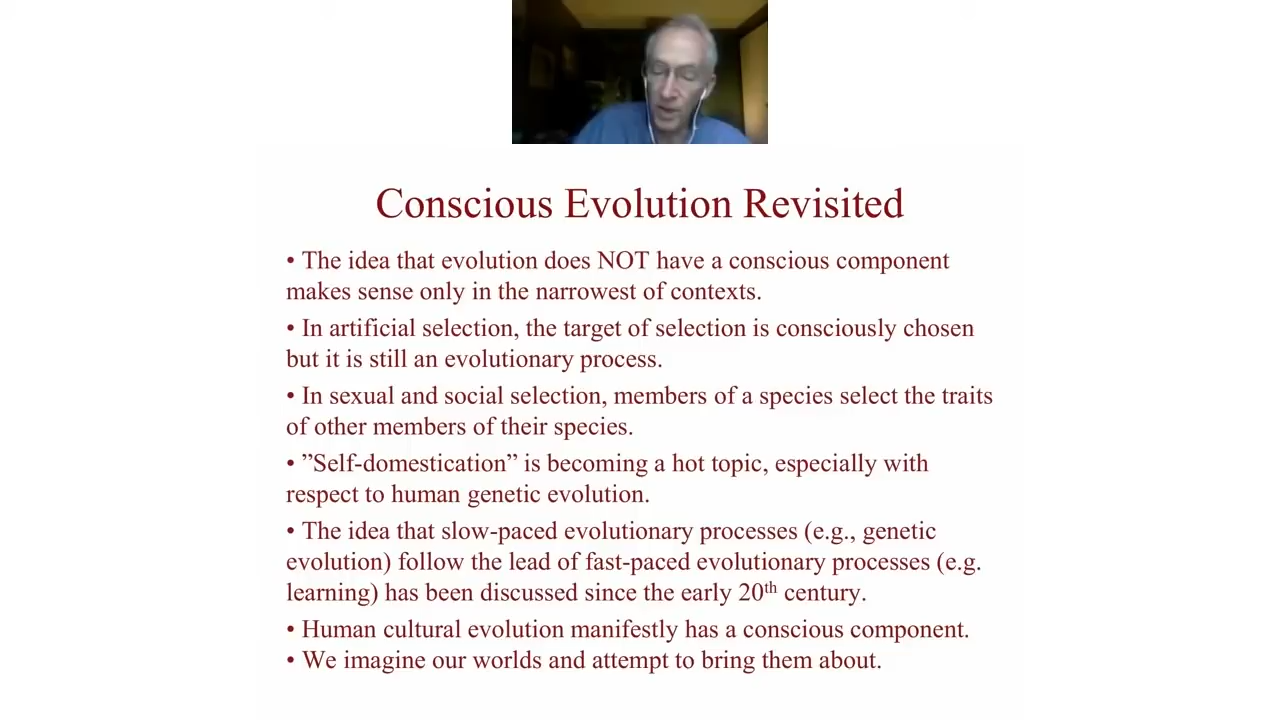 Conscious Evolution Revisited
• The idea that evolution does NOT have a conscious component
makes sense only in the narrowest of contexts.
• In artificial selection, the target of selection is consciously chosen
but it is still an evolutionary process.
• In sexual and social selection, members of a species select the traits
of other members of their species.
• ”Self-domestication” is becoming a hot topic, especially with
respect to human genetic evolution.
• The idea that slow-paced evolutionary processes (e.g., genetic
evolution) follow the lead of fast-paced evolutionary processes (e.g.
learning) has been discussed since the early 20th century.
• Human cultural evolution manifestly has a conscious component.
• We imagine our worlds and attempt to bring them about.